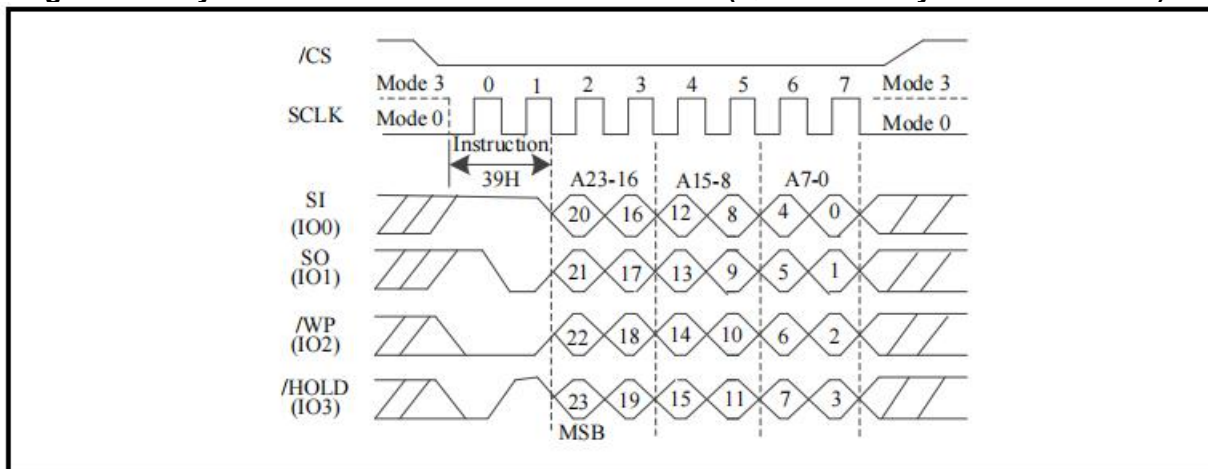 /CS
Mode 3 0 1 2 3 4 5 6 7 Mode 3
SCLK Mode 0 Mode 0
Instruction
39H A23-16 A15-8 A7-0
SI
(IO0) 20 16 12 8 4 0
SO
(IO1) 21 17 13 9 5 1
/WP
(IO2) 22 18 14 10 6 2
/HOLD
(IO3) 23 19 15 11 7 3
MSB